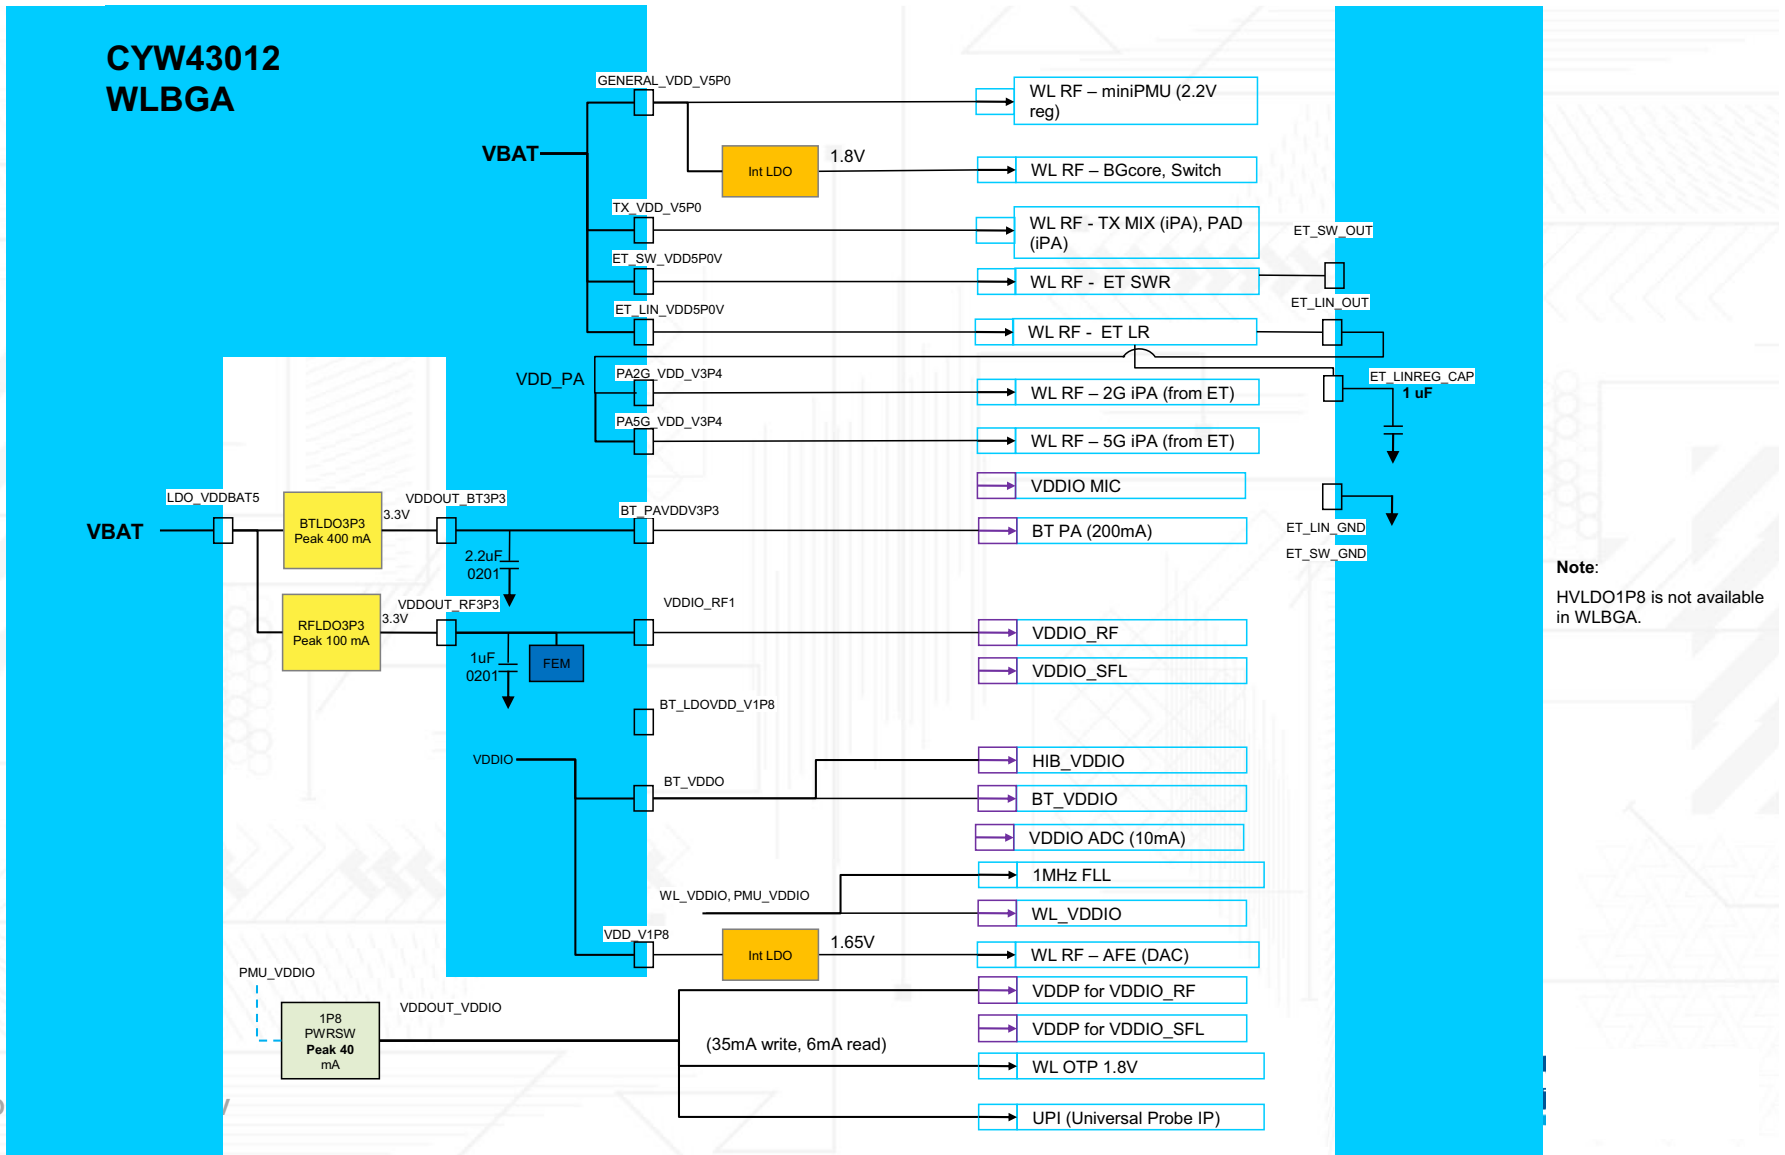 CYW43012
WLBGA
GENERAL_VDD_V5P0
WL RF – miniPMU (2.2V
reg)
VBAT
Int LDO
1.8V
WL RF – BGcore, Switch
TX_VDD_V5P0
WL RF - TX MIX (iPA), PAD
(iPA)
ET_SW_OUT
ET_SW_VDD5P0V
WL RF - ET SWR
ET_LIN_OUT
ET_LIN_VDD5P0V
WL RF - ET LR
VDD_PA
PA2G_VDD_V3P4
WL RF – 2G iPA (from ET)
ET_LINREG_CAP
1 uF
PA5G_VDD_V3P4
WL RF – 5G iPA (from ET)
VDDIO MIC
LDO_VDDBAT5
VBAT
BTLDO3P3
Peak 400 mA
3.3V
VDDOUT_BT3P3
2.2uF
0201
BT_PAVDDV3P3
BT PA (200mA)
ET_LIN_GND
ET_SW_GND
Note:
HVLDO1P8 is not available
in WLBGA.
RFLDO3P3
Peak 100 mA
3.3V
VDDOUT_RF3P3
1uF
0201
FEM
VDDIO_RF1
VDDIO_RF
VDDIO_SFL
BT_LDOVDD_V1P8
VDDIO
HIB_VDDIO
BT_VDDO
BT_VDDIO
VDDIO ADC (10mA)
1MHz FLL
WL_VDDIO, PMU_VDDIO
WL_VDDIO
VDD_V1P8
Int LDO
1.65V
WL RF – AFE (DAC)
PMU_VDDIO
1P8
PWRSW
Peak 40
mA
VDDOUT_VDDIO
VDDP for VDDIO_RF
VDDP for VDDIO_SFL
(35mA write, 6mA read)
WL OTP 1.8V
UPI (Universal Probe IP)